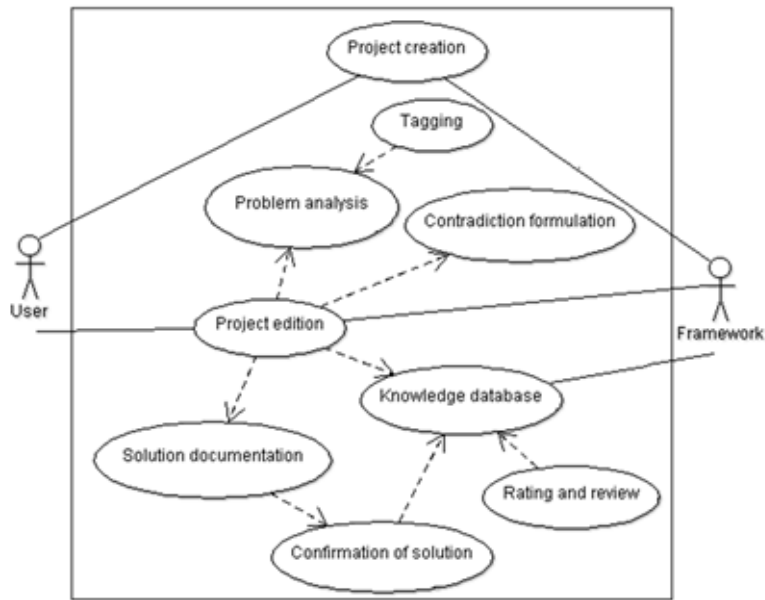 Project creation
Tagging
Problem analysis
Contradiction formulation
User
Project edition
Framework
Knowledge database
Solution documentation
Rating and review
Confirmation of solution